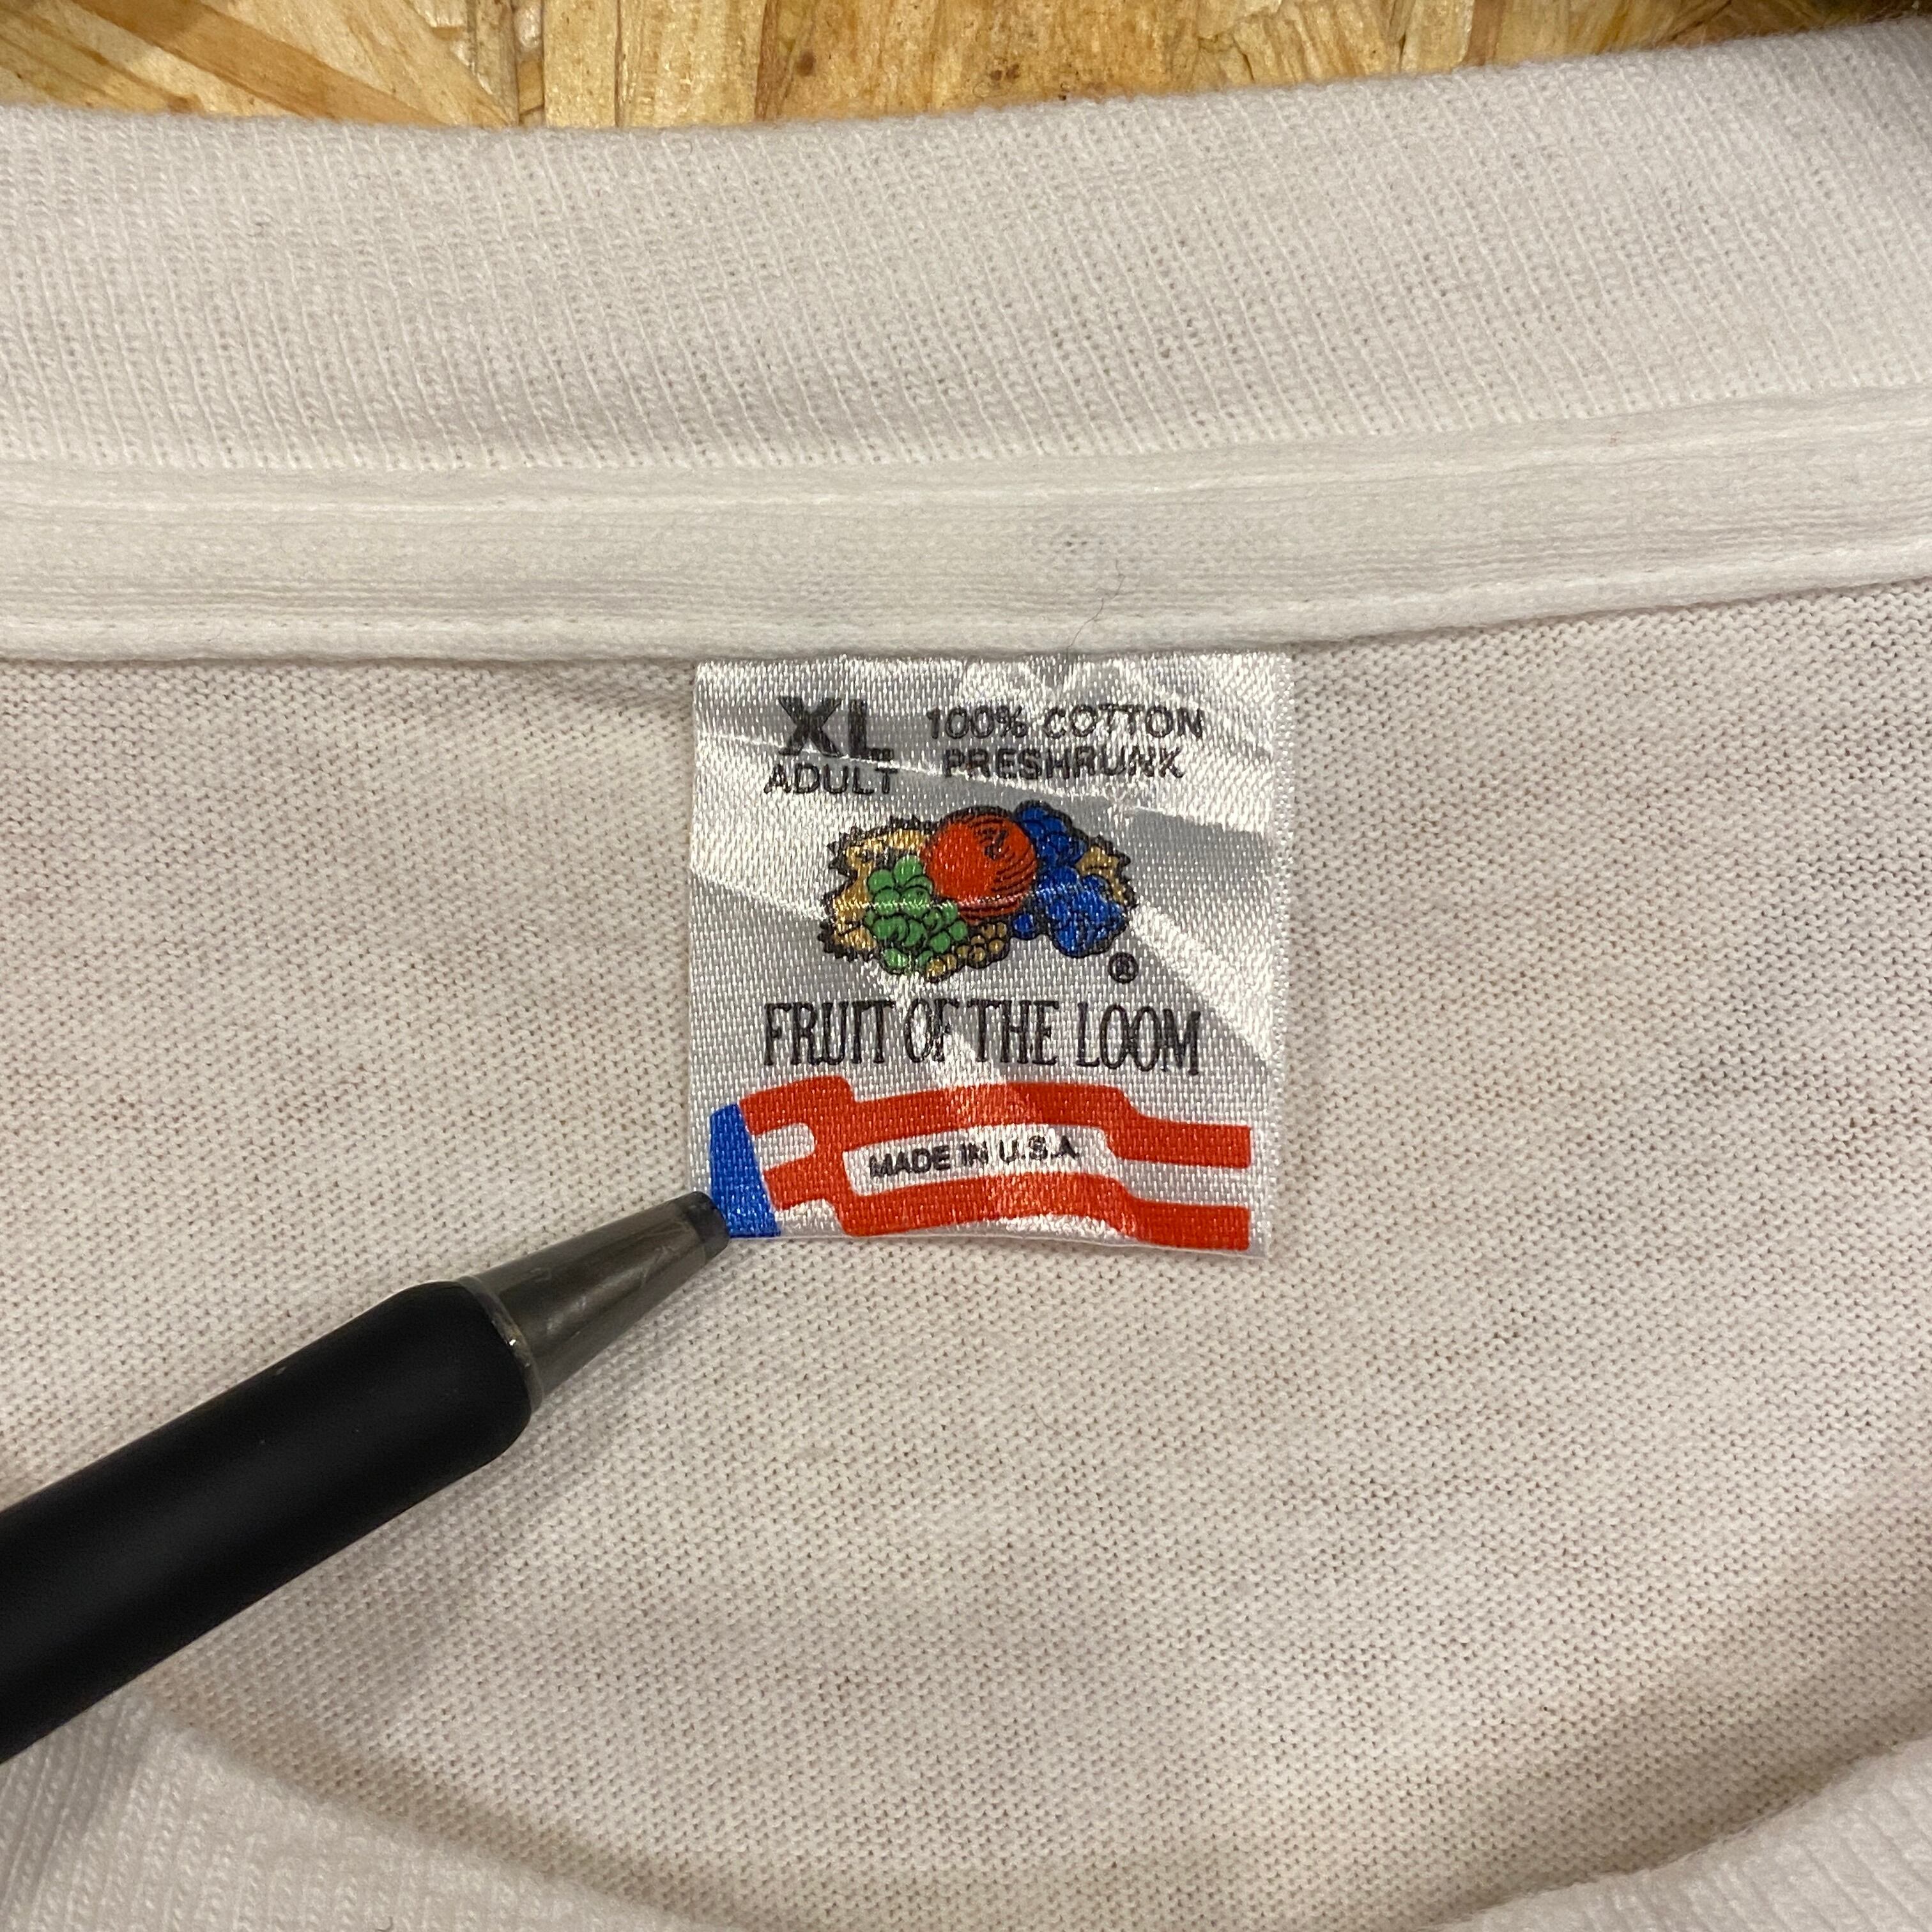 XL
ADULT
100% COTTON
PRESHRUNK
®
FRUIT OF THE LOOM
MADE IN U.S.A